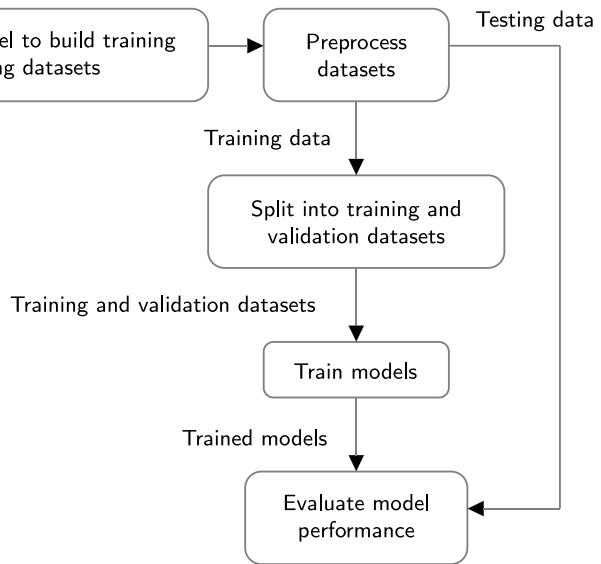 to build training
datasets
Preprocess
datasets
Testing data
Training data
Split into training and
validation datasets
Training and validation datasets
Train models
Trained models
Evaluate model
performance